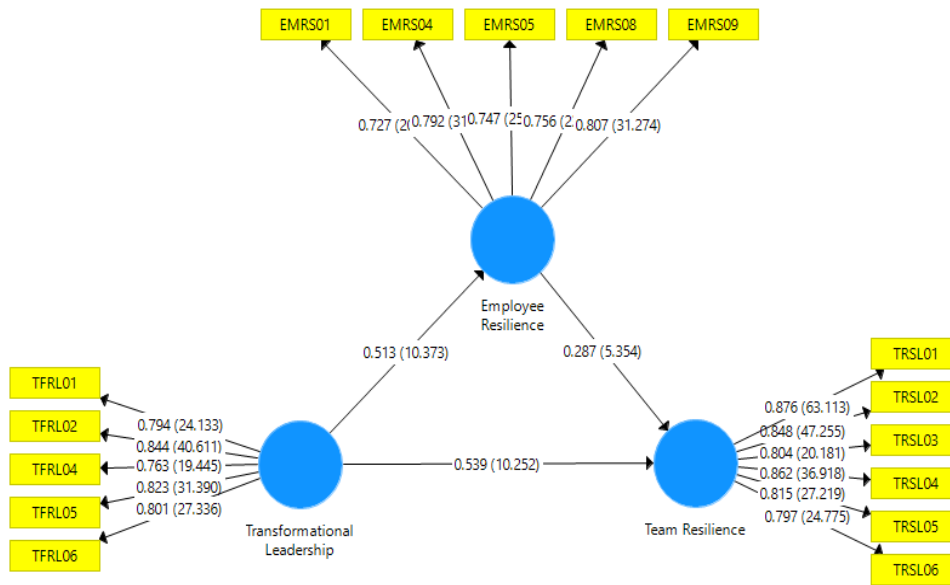 EMRS01
EMRS04
EMRS05
EMRS08
EMRS09
0.727 (20
0.792 (31
0.747 (25
0.756 (2
0.807 (31.274)
Employee
Resilience
0.513 (10.373)
0.287 (5.354)
TFRL01
TFRL02
TFRL04
TFRL05
TFRL06
0.794 (24.133)
0.844 (40.611)
0.763 (19.445)
0.823 (31.390)
0.801 (27.336)
Transformational
Leadership
0.539 (10.252)
Team Resilience
0.876 (63.113)
0.848 (47.255)
0.804 (20.181)
0.862 (36.918)
0.815 (27.219)
0.797 (24.775)
TRSL01
TRSL02
TRSL03
TRSL04
TRSL05
TRSL06